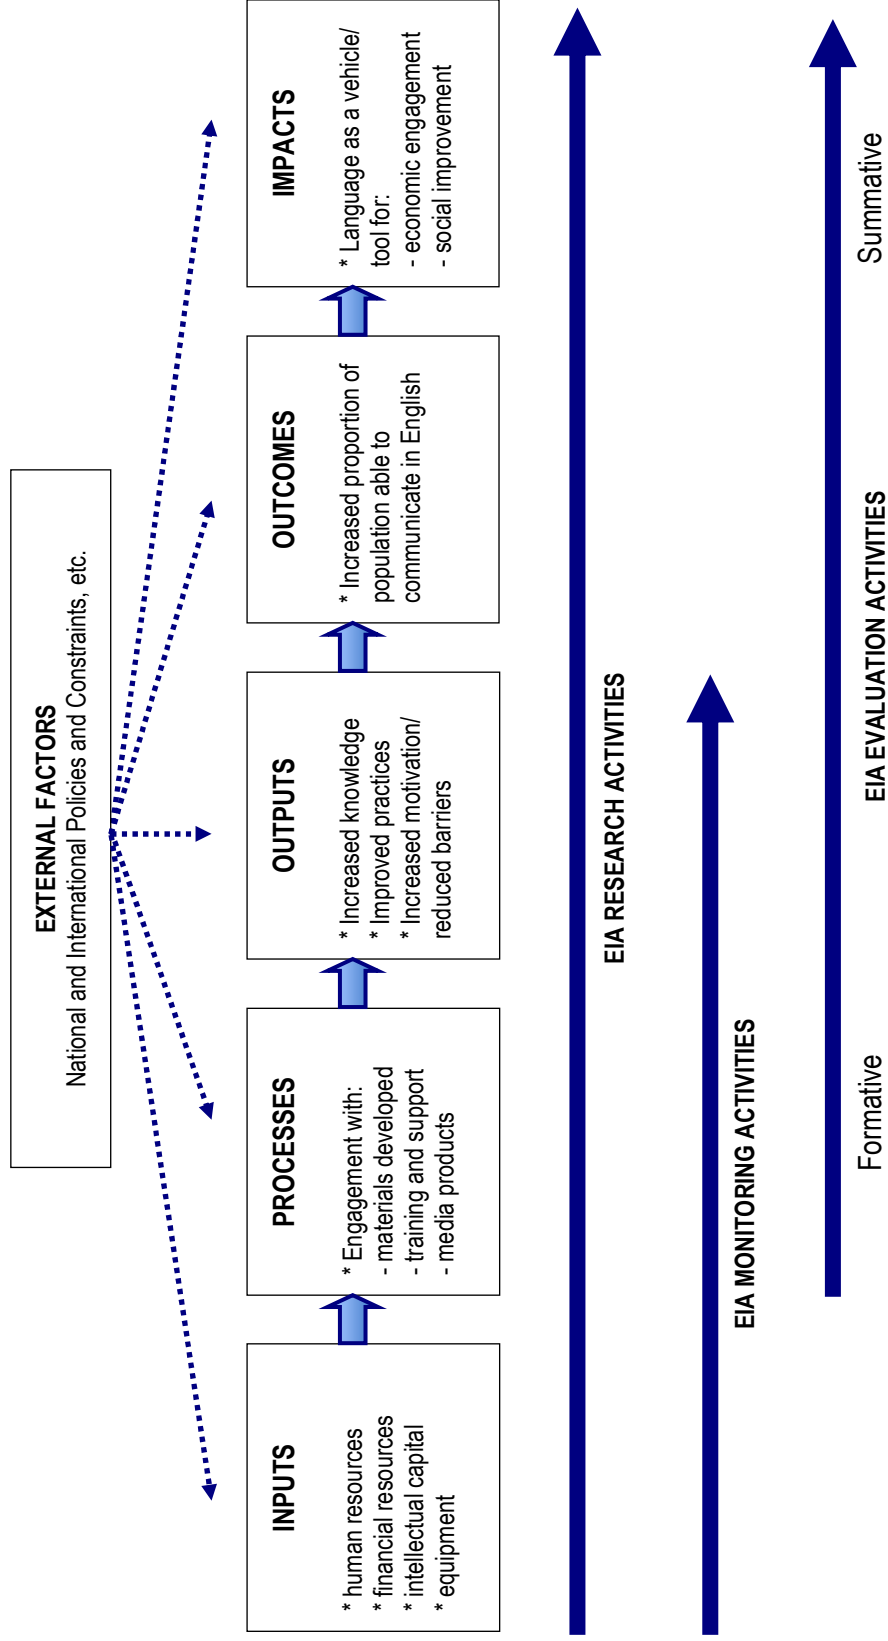 EXTERNAL FACTORS
National and International Policies and Constraints, etc.
INPUTS
* human resources
* financial resources
* intellectual capital
* equipment
PROCESSES
* Engagement with:
- materials developed
- training and support
- media products
OUTPUTS
* Increased knowledge
* Improved practices
* Increased motivation/
reduced barriers
OUTCOMES
* Increased proportion of
population able to
communicate in English
IMPACTS
* Language as a vehicle/
tool for:
- economic engagement
- social improvement
EIA RESEARCH ACTIVITIES
EIA MONITORING ACTIVITIES
Formative
Summative
EIA EVALUATION ACTIVITIES